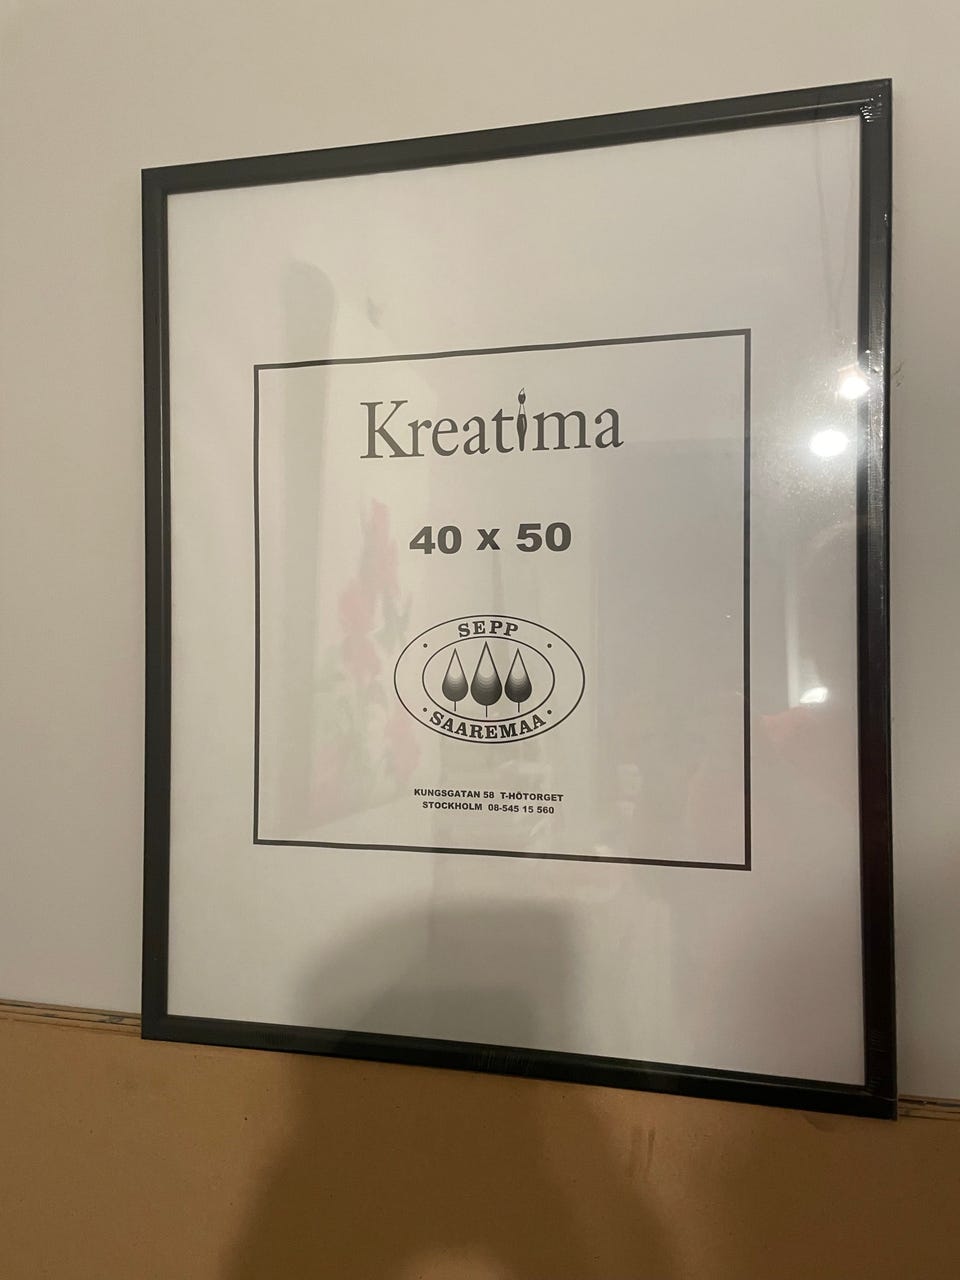 Kreatima
40 x 50
SEPP
SAAREMAA
KUNGSGATAN 58 T-HÖTORGET
STOCKHOLM 08-545 15 560